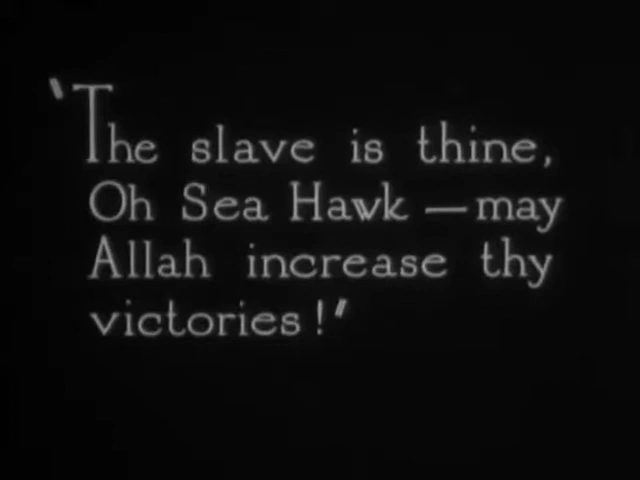 "The slave is thine,
Oh Sea Hawk — may
Allah increase thy
victories!"